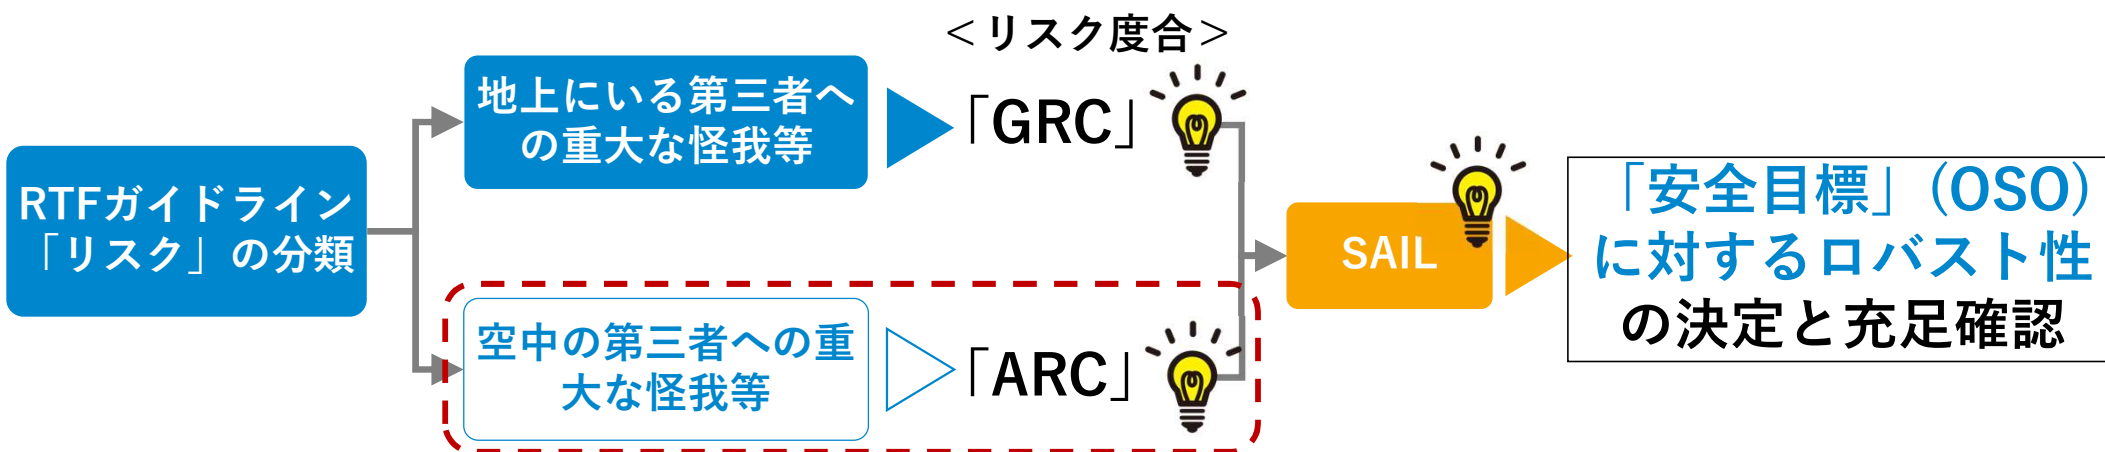 <リスク度合>
RTFガイドライン
「リスク」の分類
地上にいる第三者へ
の重大な怪我等
「GRC」
空中の第三者への重
大な怪我等
「ARC」
SAIL
「安全目標」(OSO)
に対するロバスト性
の決定と充足確認